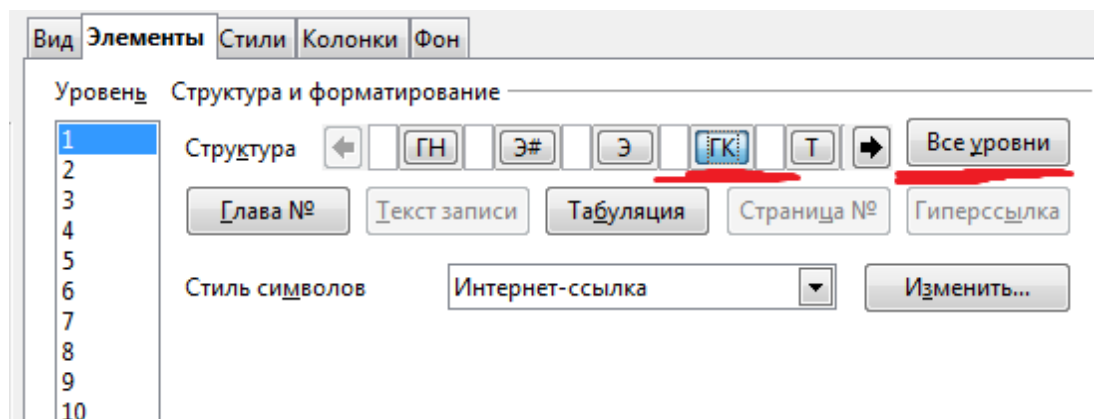 Вид Элементы Стили Колонки Фон
Уровень Структура и форматирование
1
Структура ГН Э# Э ГК Т Все уровни
2
3
Глава № Текст записи Табуляция Страница № Гиперссылка
4
5
6
Стиль символов Интернет-ссылка Изменить...
7
8
9
10